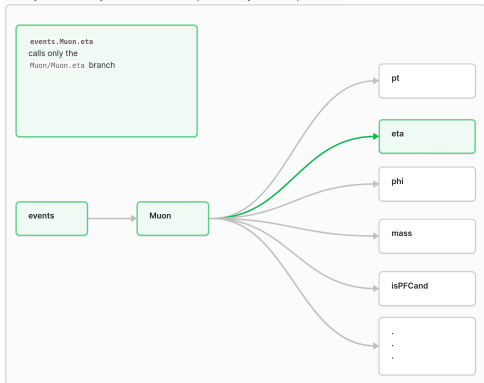 events.Muon.eta
calls only the
Muon/Muon.eta branch
pt
eta
phi
events
Muon
mass
isPFCand
.
.
.